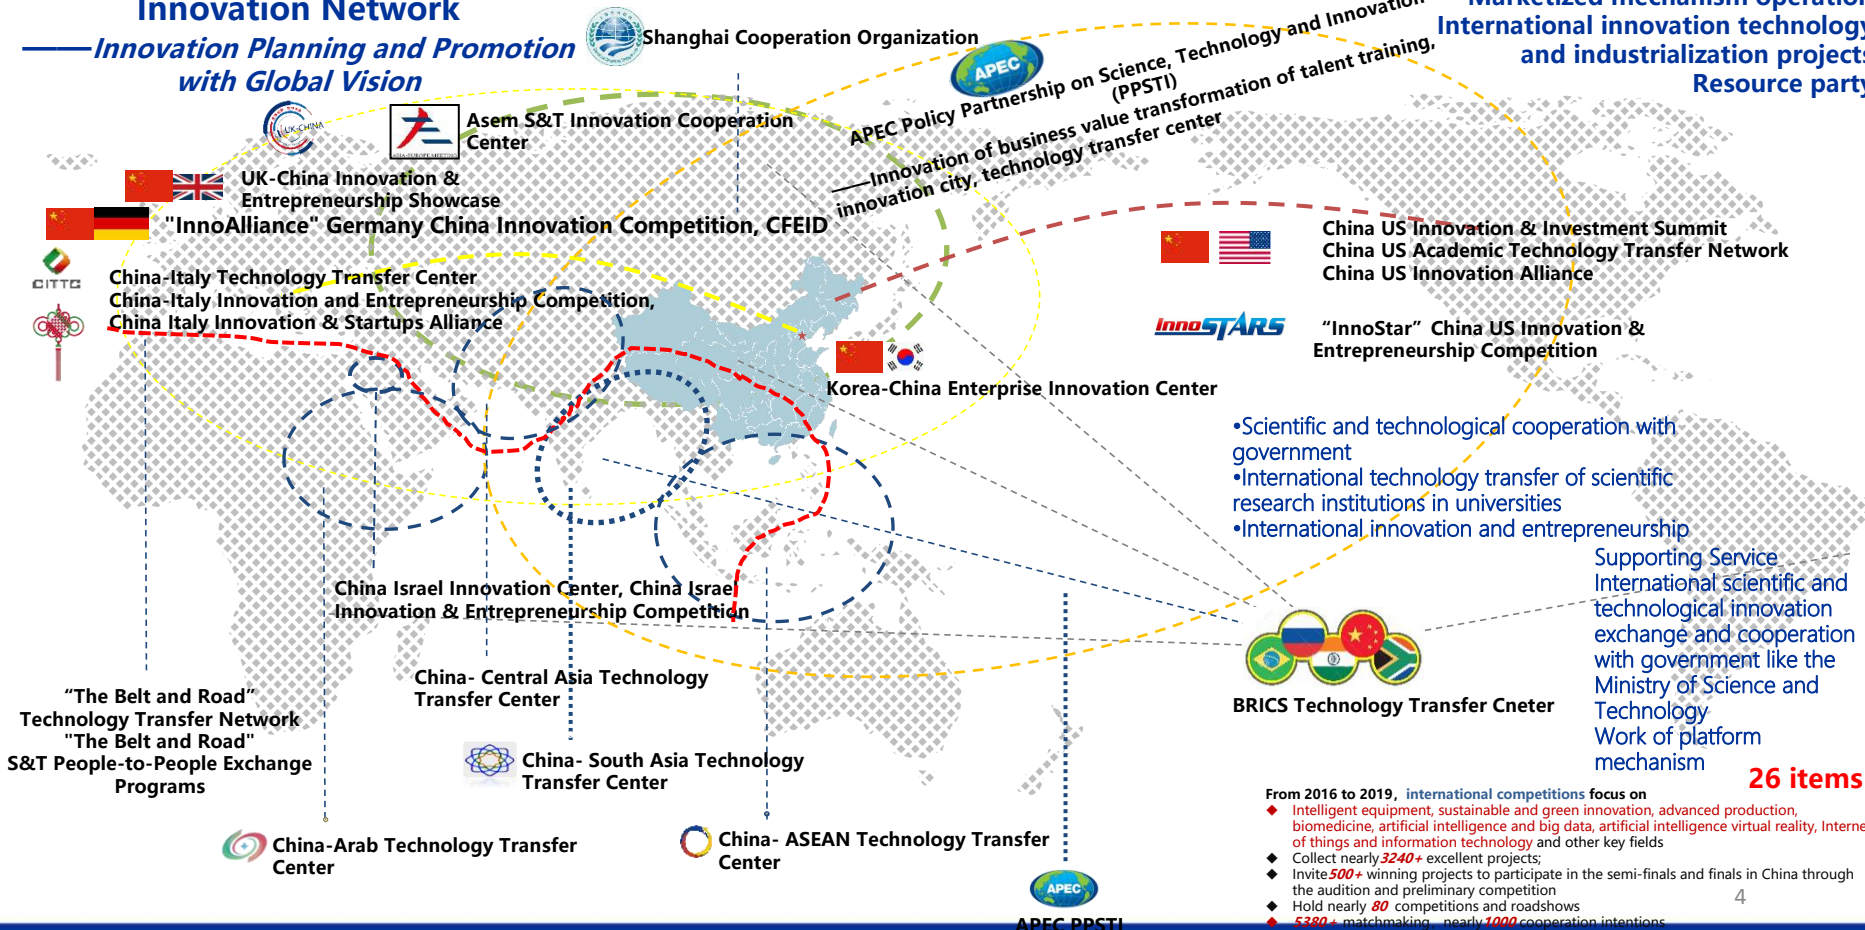 Innovation Network
——Innovation Planning and Promotion
with Global Vision
Shanghai Cooperation Organization
APEC
APEC Policy Partnership on Science, Technology and Innovation
(PPSTI)
——Innovation of business value transformation of talent training,
innovation city, technology transfer center
Marketized mechanism operation
International innovation technology
and industrialization projects
Resource party
UK-CHINA
ASIA-EUROPE MEETING
Asem S&T Innovation Cooperation
Center
UK-China Innovation &
Entrepreneurship Showcase
"InnoAlliance" Germany China Innovation Competition, CFEID
CITTC
China-Italy Technology Transfer Center
China-Italy Innovation and Entrepreneurship Competition,
China Italy Innovation & Startups Alliance
China US Innovation & Investment Summit
China US Academic Technology Transfer Network
China US Innovation Alliance
InnoSTARS
“InnoStar” China US Innovation &
Entrepreneurship Competition
Korea-China Enterprise Innovation Center
•Scientific and technological cooperation with
government
•International technology transfer of scientific
research institutions in universities
•International innovation and entrepreneurship
Supporting Service
International scientific and
technological innovation
exchange and cooperation
with government like the
Ministry of Science and
Technology
Work of platform
mechanism
China Israel Innovation Center, China Israel
Innovation & Entrepreneurship Competition
China- Central Asia Technology
Transfer Center
BRICS Technology Transfer Cneter
“The Belt and Road”
Technology Transfer Network
"The Belt and Road"
S&T People-to-People Exchange
Programs
China- South Asia Technology
Transfer Center
China-Arab Technology Transfer
Center
China- ASEAN Technology Transfer
Center
APEC
APEC PPSTI
26 items
From 2016 to 2019, international competitions focus on
◆ Intelligent equipment, sustainable and green innovation, advanced production,
biomedicine, artificial intelligence and big data, artificial intelligence virtual reality, Interne
of things and information technology and other key fields
◆ Collect nearly 3240+ excellent projects;
◆ Invite 500+ winning projects to participate in the semi-finals and finals in China through
the audition and preliminary competition
◆ Hold nearly 80 competitions and roadshows
◆ 5380+ matchmaking, nearly 1000 cooperation intentions
4